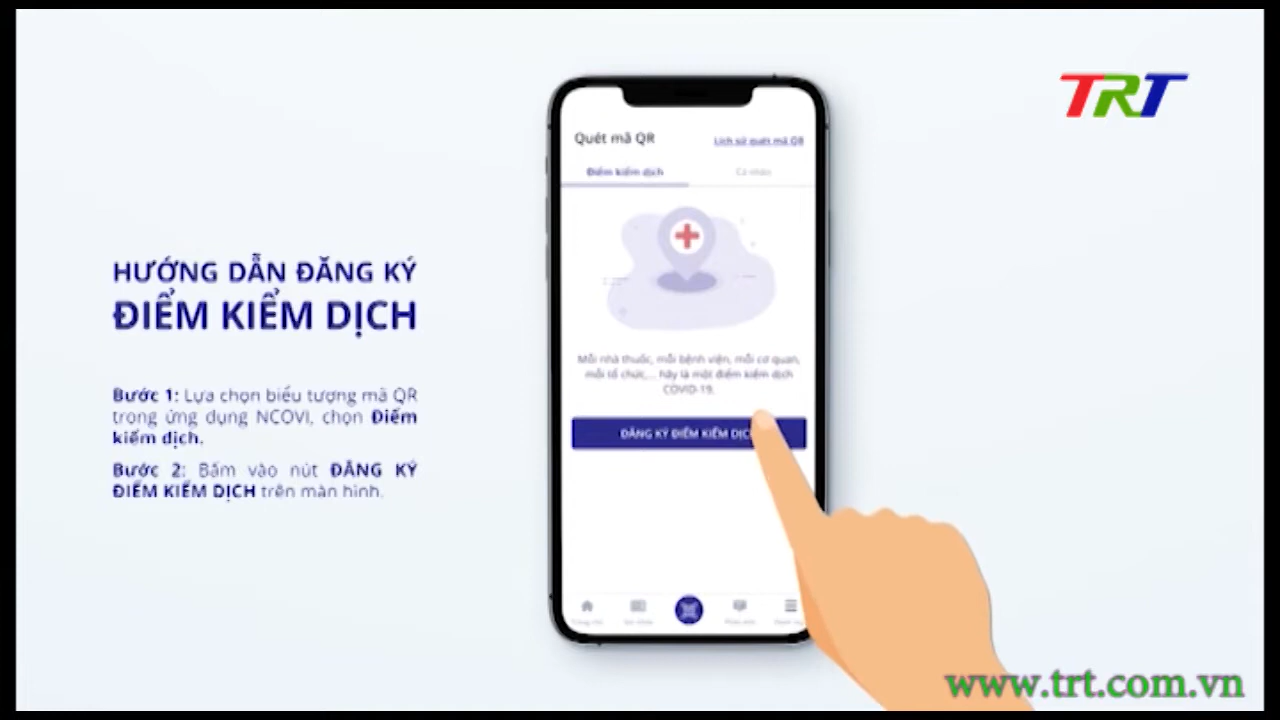 TRT
HƯỚNG DẪN ĐĂNG KÝ
ĐIỂM KIỂM DỊCH
Bước 1: Lựa chọn biểu tượng mã QR
trong ứng dụng NCOVI, chọn Điểm
kiểm dịch.
Bước 2: Bấm vào nút ĐĂNG KÝ
ĐIỂM KIỂM DỊCH trên màn hình.
Quét mã QR
Lịch sử quét mã QR
Điểm kiểm dịch
Cá nhân
Mỗi nhà thuốc, mỗi bệnh viện, mỗi cơ quan,
mỗi tổ chức,... hãy là một điểm kiểm dịch
COVID-19.
ĐĂNG KÝ ĐIỂM KIỂM DỊC
www.trt.com.vn